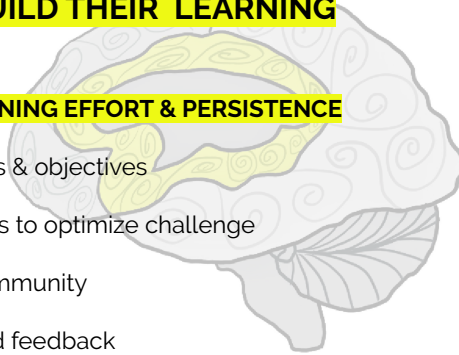 UILD THEIR LEARNING
NING EFFORT & PERSISTENCE
s & objectives
s to optimize challenge
mmunity
d feedback